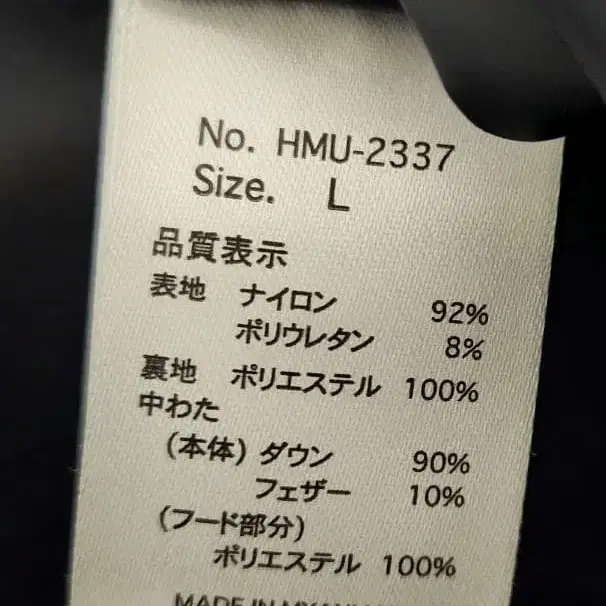 No. HMU-2337
Size. L
品質表示
表地 ナイロン 92%
ポリウレタン 8%
裏地 ポリエステル 100%
中わた
(本体) ダウン 90%
フェザー 10%
(フード部分)
ポリエステル 100%
MADE IN